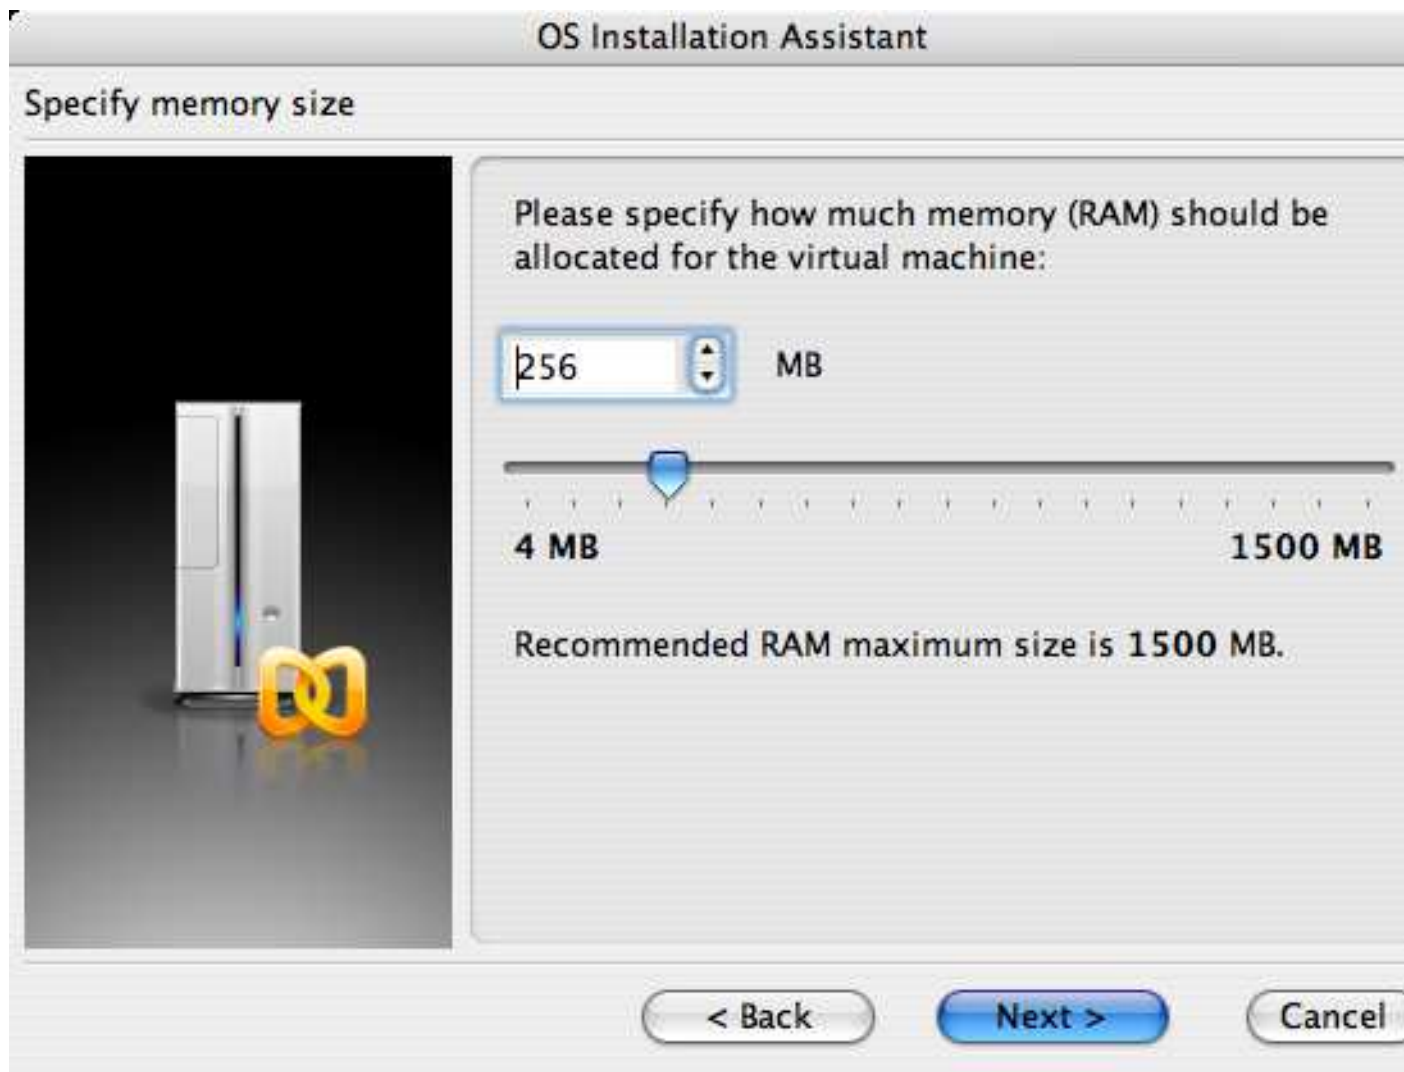 OS Installation Assistant
Specify memory size
Please specify how much memory (RAM) should be
allocated for the virtual machine:
256 MB
4 MB 1500 MB
Recommended RAM maximum size is 1500 MB.
< Back Next > Cancel